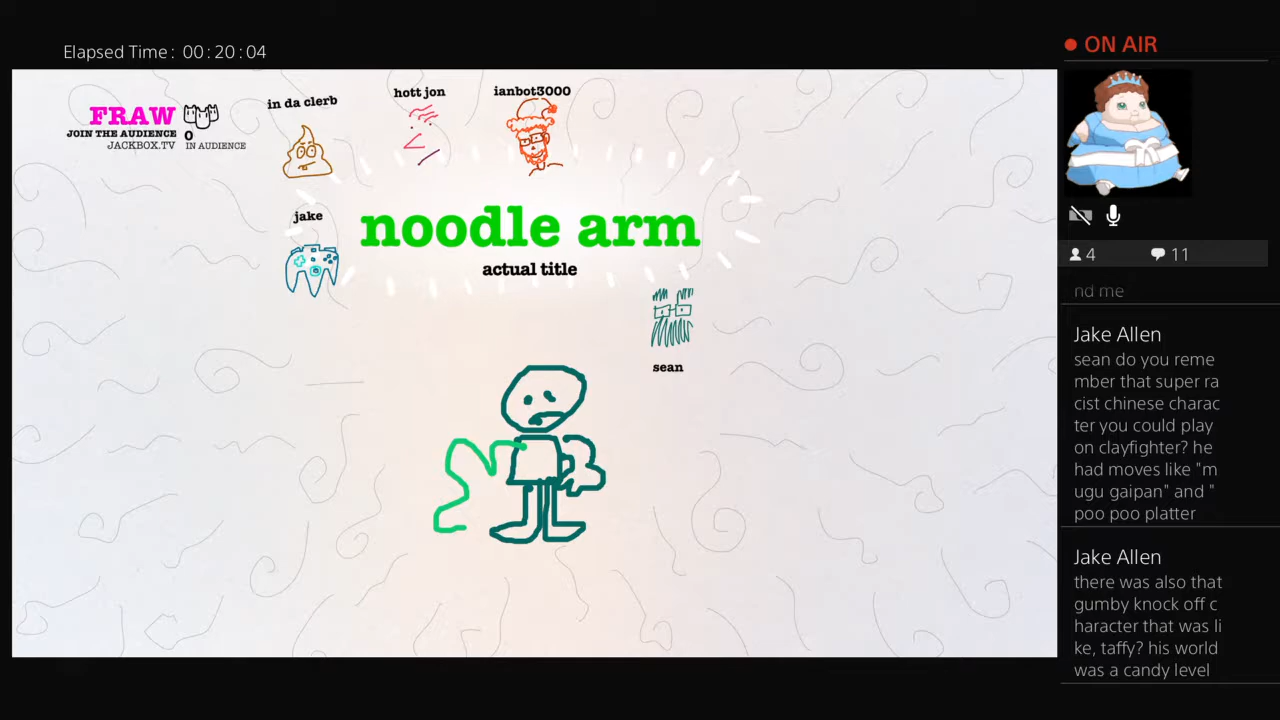 Elapsed Time: 00:20:04
ON AIR
FRAW
JOIN THE AUDIENCE
JACKBOX.TV
0
IN AUDIENCE
in da clerb
hott jon
ianbot3000
jake
noodle arm
actual title
sean
4
11
nd me
Jake Allen
sean do you reme
mber that super ra
cist chinese charac
ter you could play
on clayfighter? he
had moves like "m
ugu gaipan" and "
poo poo platter
Jake Allen
there was also that
gumby knock off c
haracter that was li
ke, taffy? his world
was a candy level